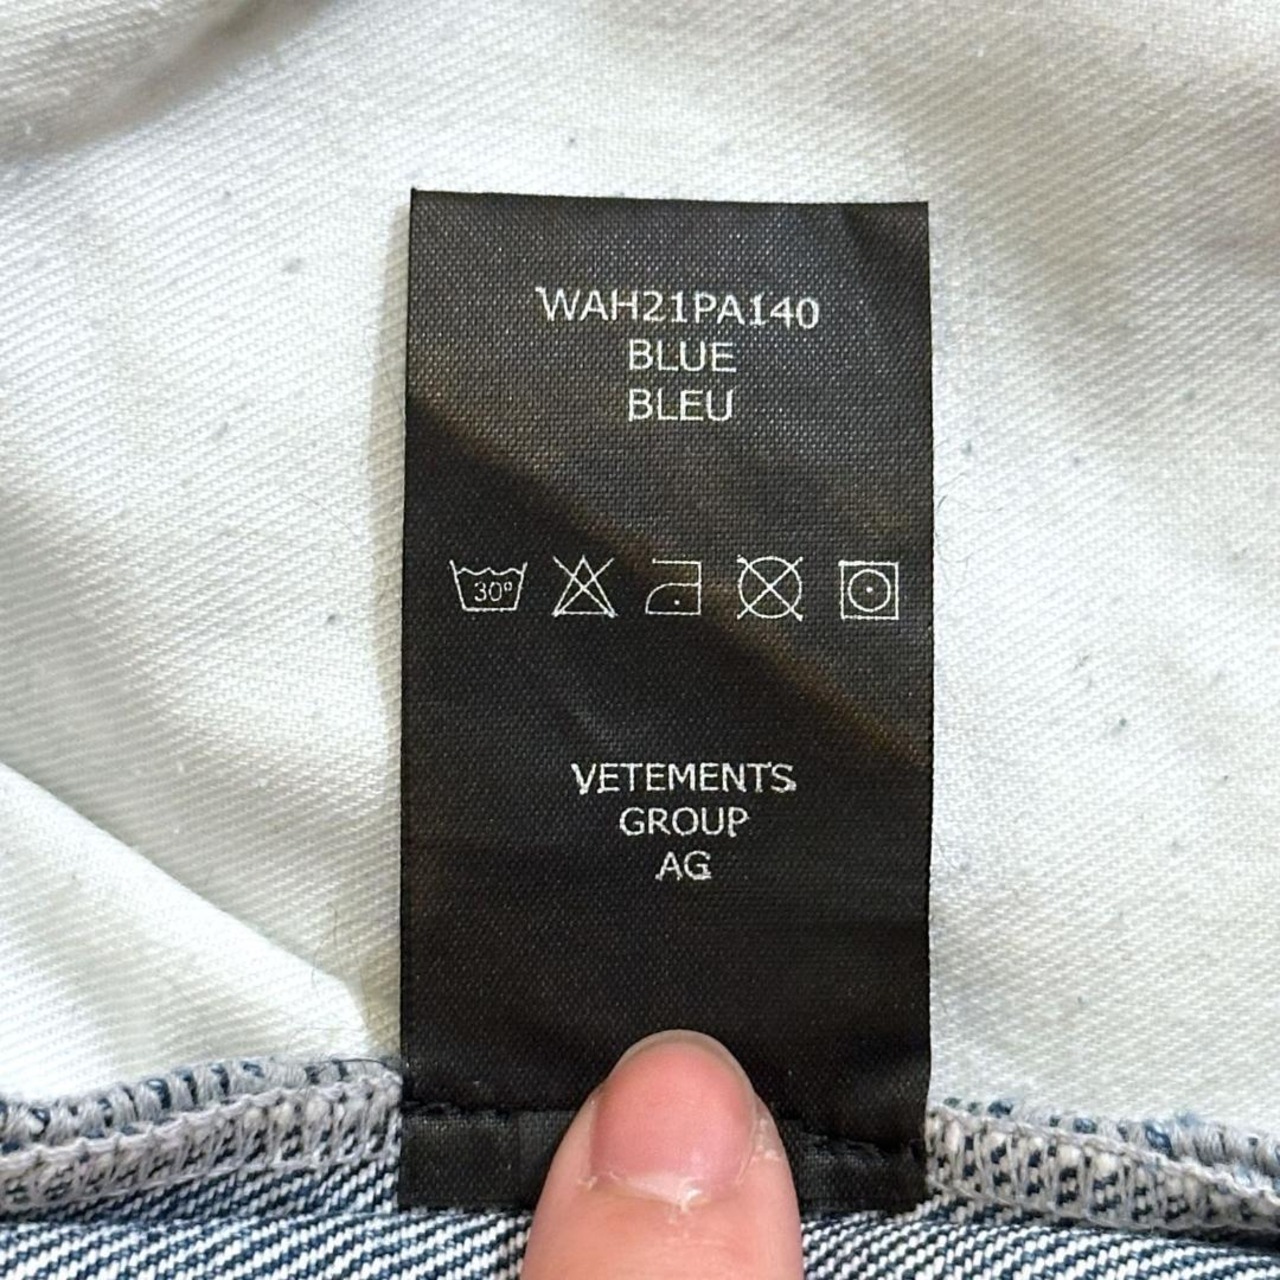 WAH21PA140
BLUE
BLEU
30°
VETEMENTS
GROUP
AG